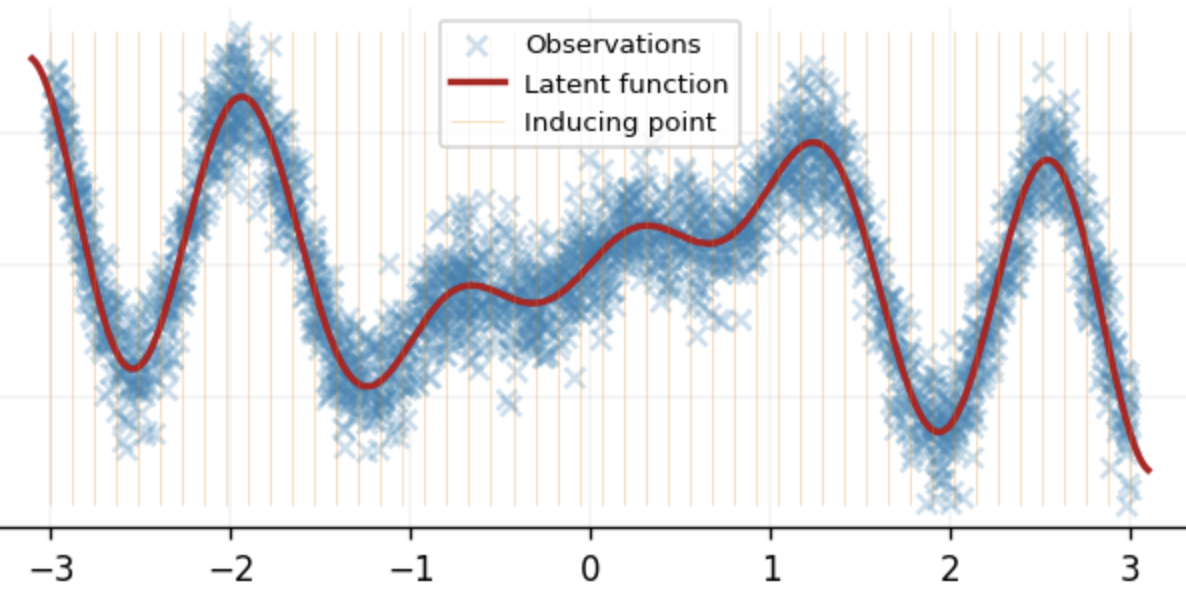 Observations
Latent function
Inducing point
−3 −2 −1 0 1 2 3